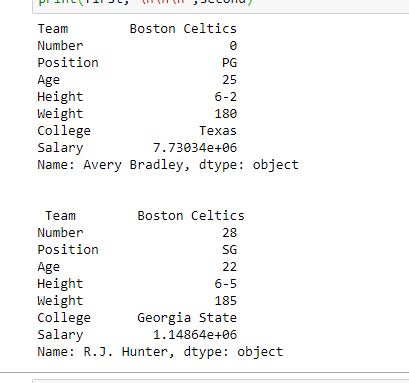 print(first, "\n\n\n",second)
Team Boston Celtics
Number 0
Position PG
Age 25
Height 6-2
Weight 180
College Texas
Salary 7.73034e+06
Name: Avery Bradley, dtype: object
Team Boston Celtics
Number 28
Position SG
Age 22
Height 6-5
Weight 185
College Georgia State
Salary 1.14864e+06
Name: R.J. Hunter, dtype: object